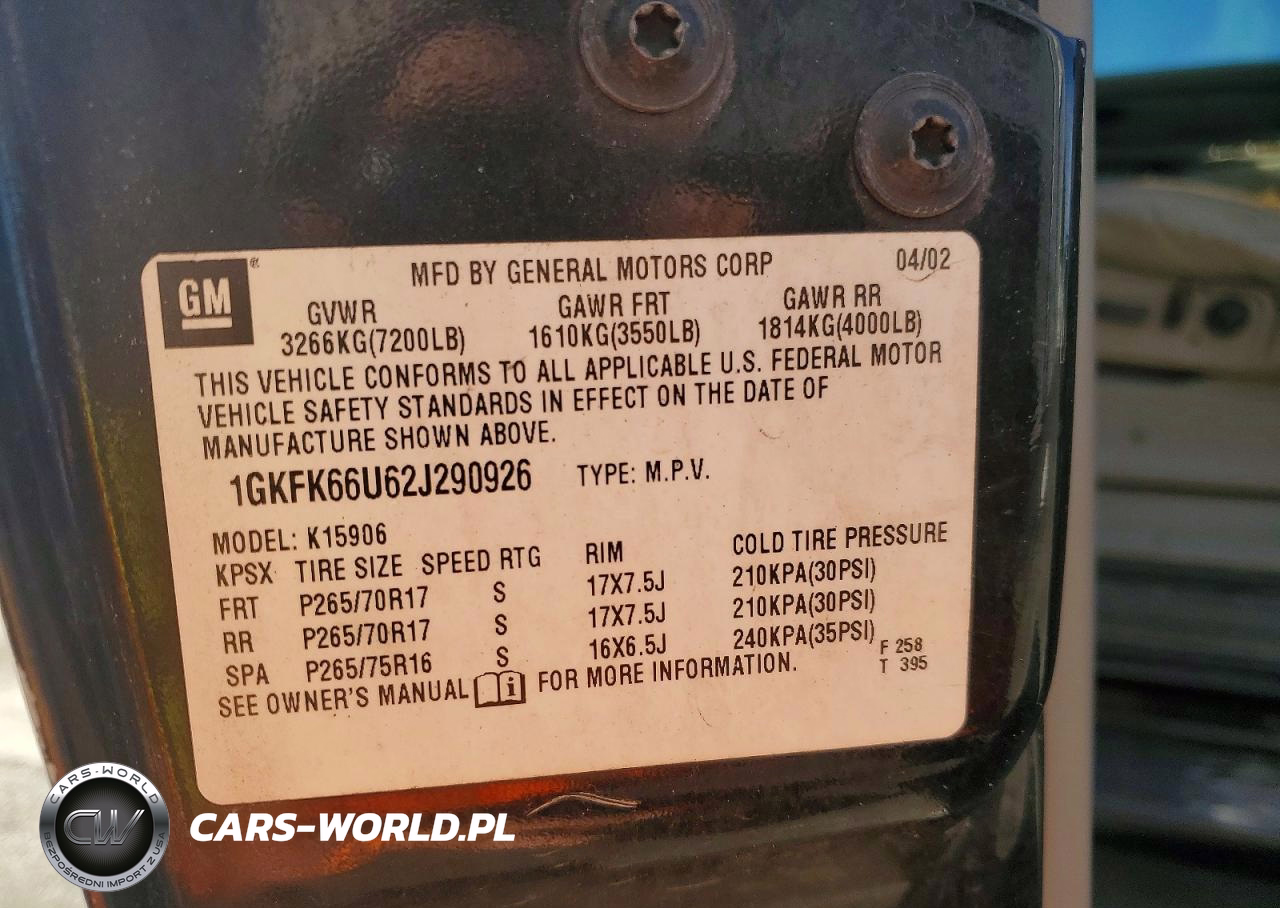 GM®
MFD BY GENERAL MOTORS CORP 04/02
GVWR GAWR FRT GAWR RR
3266KG(7200LB) 1610KG(3550LB) 1814KG(4000LB)
THIS VEHICLE CONFORMS TO ALL APPLICABLE U.S. FEDERAL MOTOR
VEHICLE SAFETY STANDARDS IN EFFECT ON THE DATE OF
MANUFACTURE SHOWN ABOVE.
1GKFK66U62J290926 TYPE: M.P.V.
MODEL: K15906
KPSX TIRE SIZE SPEED RTG RIM COLD TIRE PRESSURE
FRT P265/70R17 S 17X7.5J 210KPA(30PSI)
RR P265/70R17 S 17X7.5J 210KPA(30PSI)
SPA P265/75R16 S 16X6.5J 240KPA(35PSI)
F 258
T 395
SEE OWNER'S MANUAL i FOR MORE INFORMATION.
CARS-WORLD
CW
BEZPOŚREDNI IMPORT Z USA
CARS-WORLD.PL